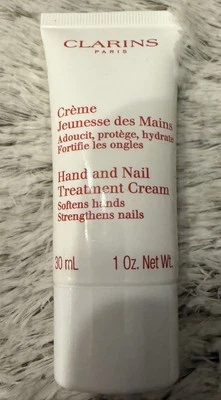 CLARINS
PARIS
Crème
Jeunesse des Mains
Adoucit, protège, hydrate
Fortifie les ongles
Hand and Nail
Treatment Cream
Softens hands
Strengthens nails
30 mL 1 Oz. Net Wt.